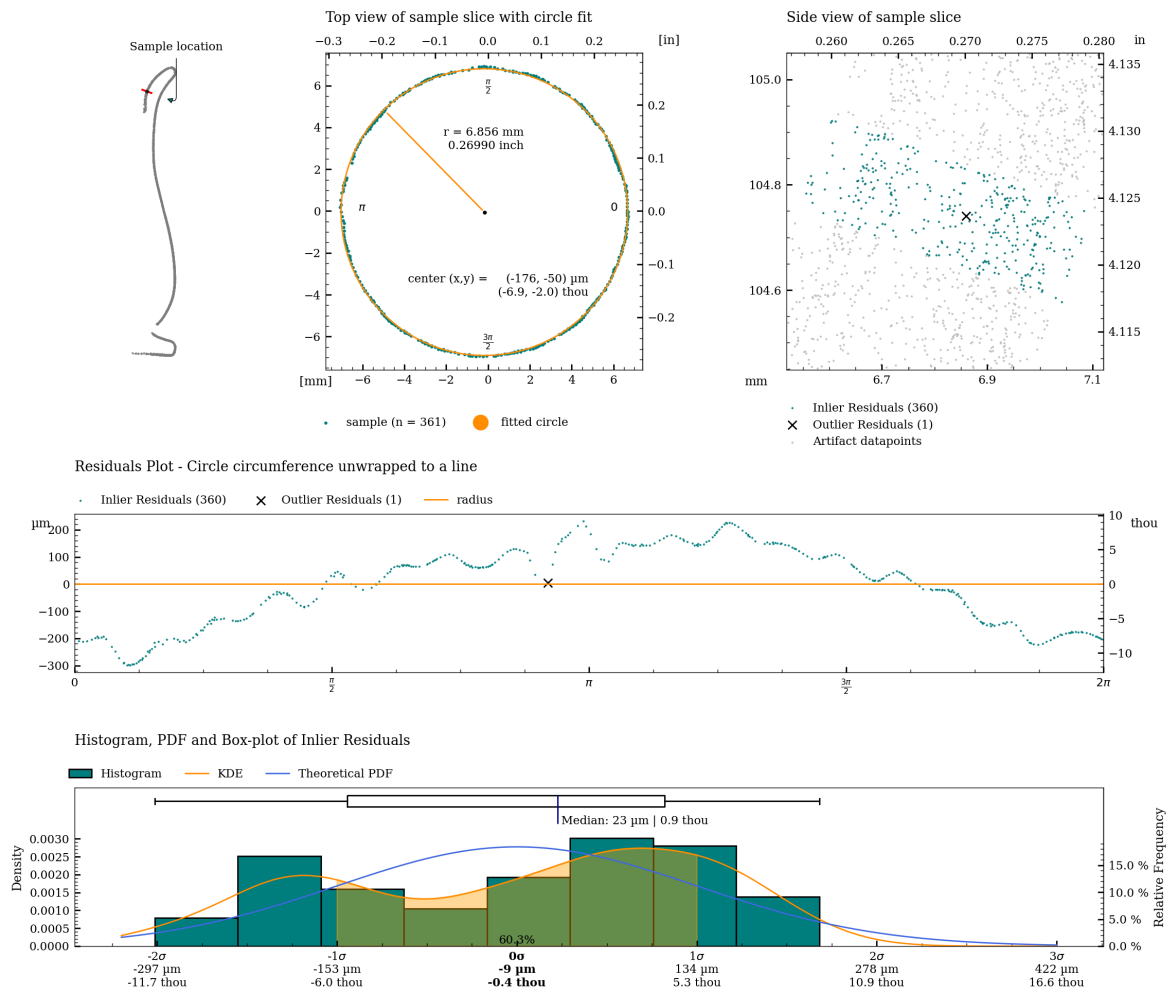 Sample location
Top view of sample slice with circle fit
−0.3 −0.2 −0.1 0.0 0.1 0.2 [in]
6 4 2 0 −2 −4 −6
0.2 0.1 0.0 −0.1 −0.2
π/2
r = 6.856 mm
0.26990 inch
π 0
center (x,y) = (-176, -50) µm
(-6.9, -2.0) thou
3π/2
[mm] −6 −4 −2 0 2 4 6
sample (n = 361) fitted circle
Side view of sample slice
0.260 0.265 0.270 0.275 0.280 in
105.0 104.8 104.6
4.135 4.130 4.125 4.120 4.115
mm 6.7 6.9 7.1
Inlier Residuals (360)
Outlier Residuals (1)
Artifact datapoints
Residuals Plot - Circle circumference unwrapped to a line
Inlier Residuals (360) Outlier Residuals (1) radius
µm 200 100 0 −100 −200 −300
10 5 0 −5 −10 thou
0 π/2 π 3π/2 2π
Histogram, PDF and Box-plot of Inlier Residuals
Histogram KDE Theoretical PDF
Median: 23 µm | 0.9 thou
Density
0.0030 0.0025 0.0020 0.0015 0.0010 0.0005 0.0000
15.0 % 10.0 % 5.0 % 0.0 %
Relative Frequency
60.3%
-2σ -1σ 0σ 1σ 2σ 3σ
-297 µm -153 µm -9 µm 134 µm 278 µm 422 µm
-11.7 thou -6.0 thou -0.4 thou 5.3 thou 10.9 thou 16.6 thou